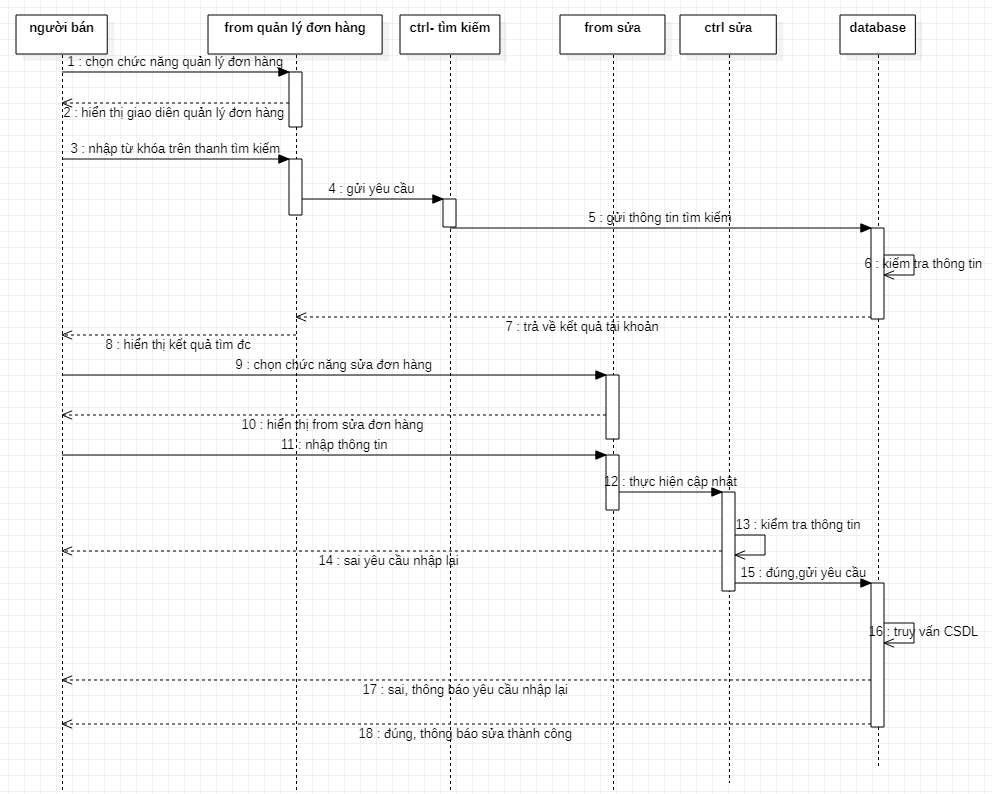 người bán
from quản lý đơn hàng
ctrl- tìm kiếm
from sửa
ctrl sửa
database
1 : chọn chức năng quản lý đơn hàng
2 : hiển thị giao diên quản lý đơn hàng
3 : nhập từ khóa trên thanh tìm kiếm
4 : gửi yêu cầu
5 : gửi thông tin tìm kiếm
6 : kiếm tra thông tin
7 : trả về kết quả tài khoản
8 : hiển thị kết quả tìm đc
9 : chọn chức năng sửa đơn hàng
10 : hiển thị from sửa đơn hàng
11 : nhập thông tin
12 : thực hiện cập nhật
13 : kiểm tra thông tin
14 : sai yêu cầu nhập lại
15 : đúng,gửi yêu cầu
16 : truy vấn CSDL
17 : sai, thông báo yêu cầu nhập lại
18 : đúng, thông báo sửa thành công